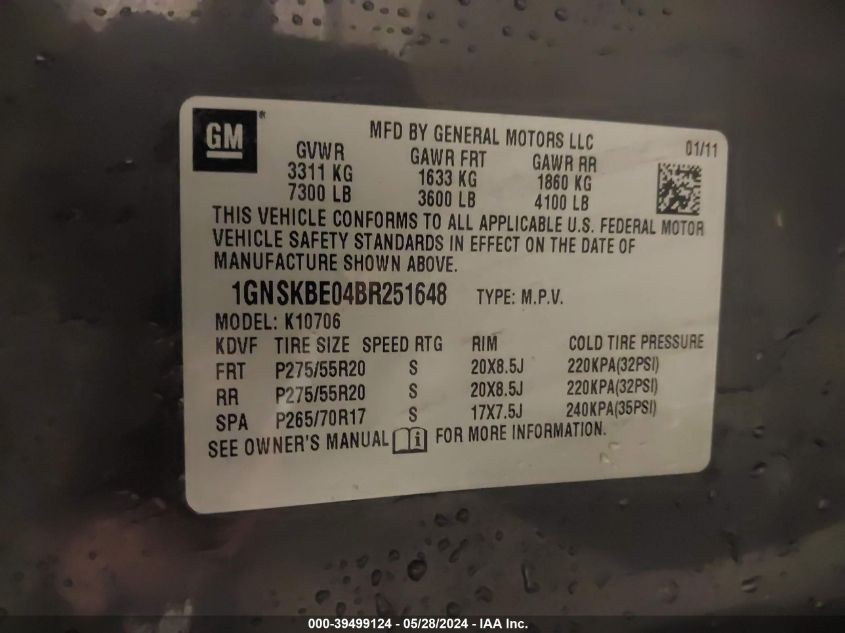 GM
MFD BY GENERAL MOTORS LLC 01/11
GVWR GAWR FRT GAWR RR
3311 KG 1633 KG 1860 KG
7300 LB 3600 LB 4100 LB
THIS VEHICLE CONFORMS TO ALL APPLICABLE U.S. FEDERAL MOTOR
VEHICLE SAFETY STANDARDS IN EFFECT ON THE DATE OF
MANUFACTURE SHOWN ABOVE.
1GNSKBE04BR251648 TYPE: M.P.V.
MODEL: K10706
KDVF TIRE SIZE SPEED RTG RIM COLD TIRE PRESSURE
FRT P275/55R20 S 20X8.5J 220KPA(32PSI)
RR P275/55R20 S 20X8.5J 220KPA(32PSI)
SPA P265/70R17 S 17X7.5J 240KPA(35PSI)
SEE OWNER'S MANUAL i FOR MORE INFORMATION.
000-39499124 - 05/28/2024 - IAA Inc.